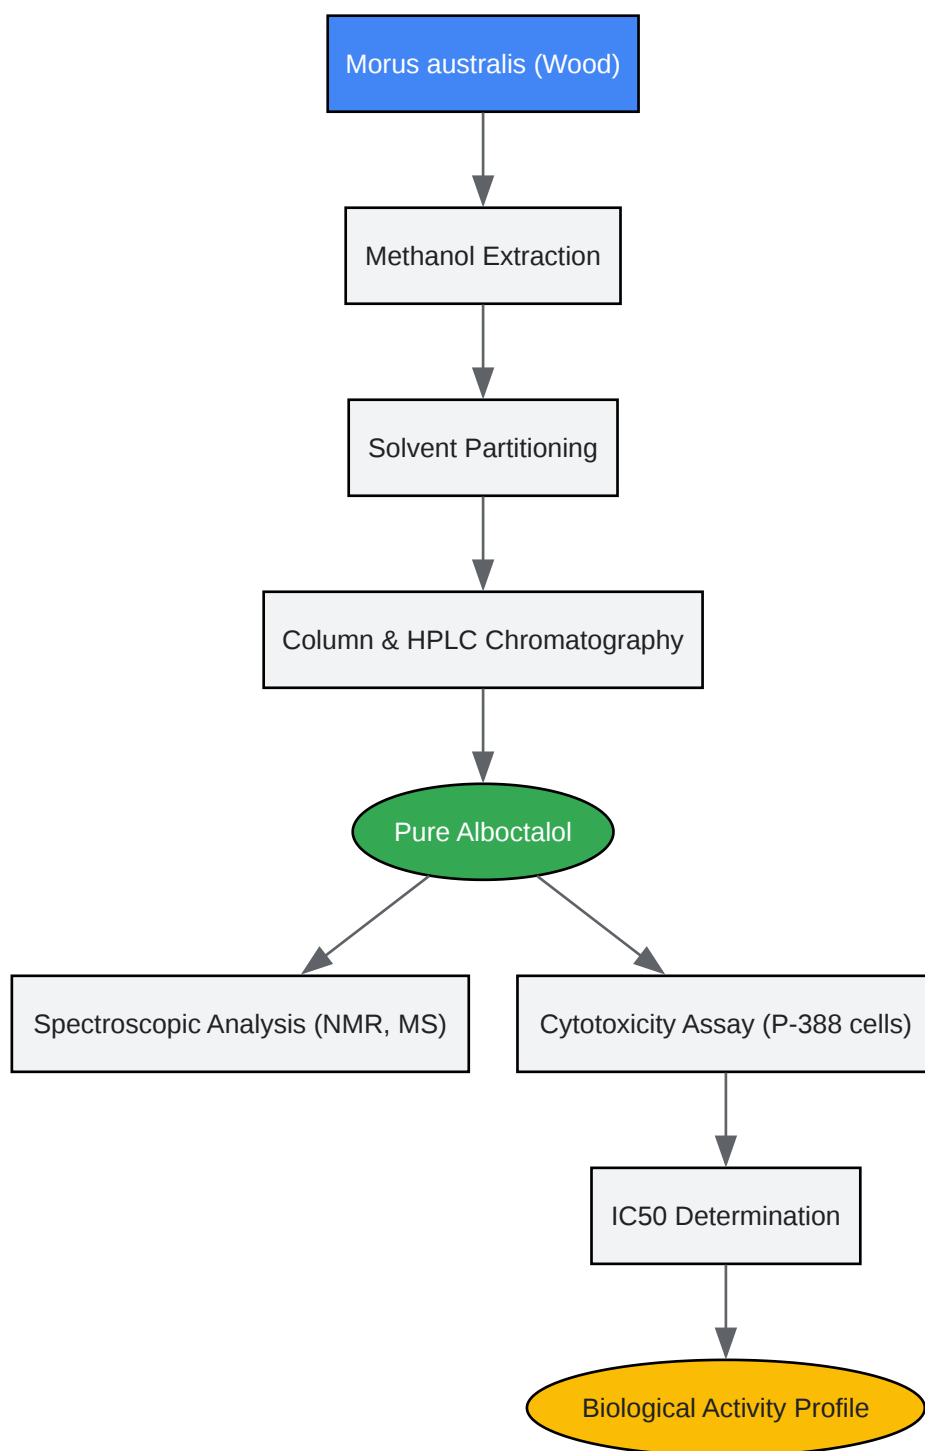 Morus australis (Wood)
Methanol Extraction
Solvent Partitioning
Column & HPLC Chromatography
Pure Alboctalol
Spectroscopic Analysis (NMR, MS)
Cytotoxicity Assay (P-388 cells)
IC50 Determination
Biological Activity Profile